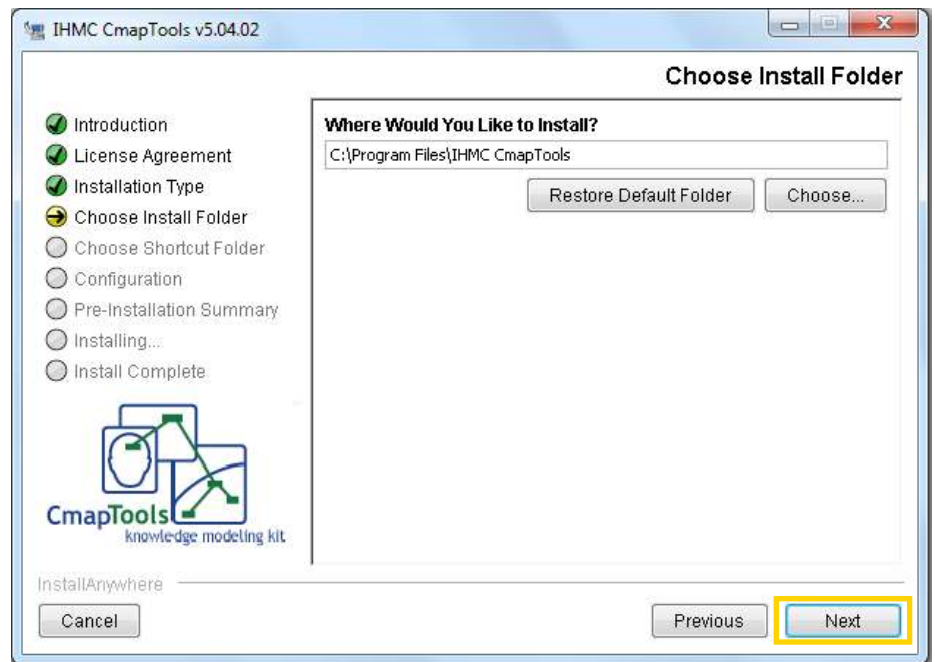 IHMC CmapTools v5.04.02
Choose Install Folder
Introduction
License Agreement
Installation Type
Choose Install Folder
Choose Shortcut Folder
Configuration
Pre-Installation Summary
Installing...
Install Complete
CmapTools
knowledge modeling kit
Where Would You Like to Install?
C:\Program Files\IHMC CmapTools
Restore Default Folder
Choose...
InstallAnywhere
Cancel
Previous
Next